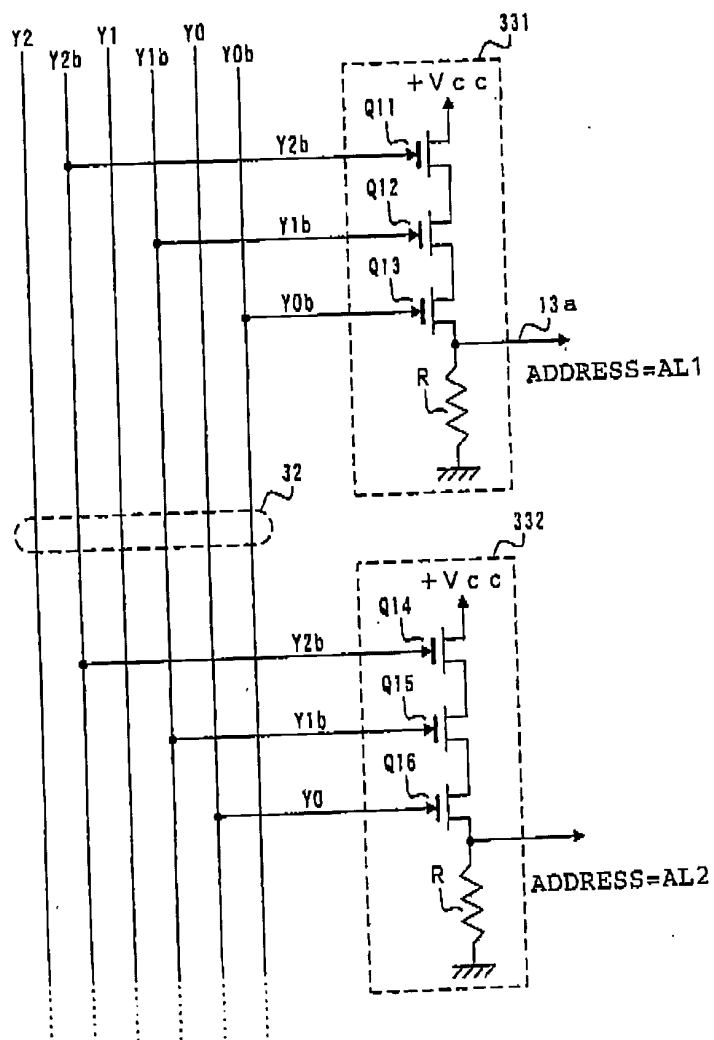 Y2 Y2b Y1 Y1b Y0 Y0b
331
+Vcc
Q11
Y2b
Q12
Y1b
Q13
Y0b
13a
R
ADDRESS=AL1
32
332
+Vcc
Q14
Y2b
Q15
Y1b
Q16
Y0
R
ADDRESS=AL2